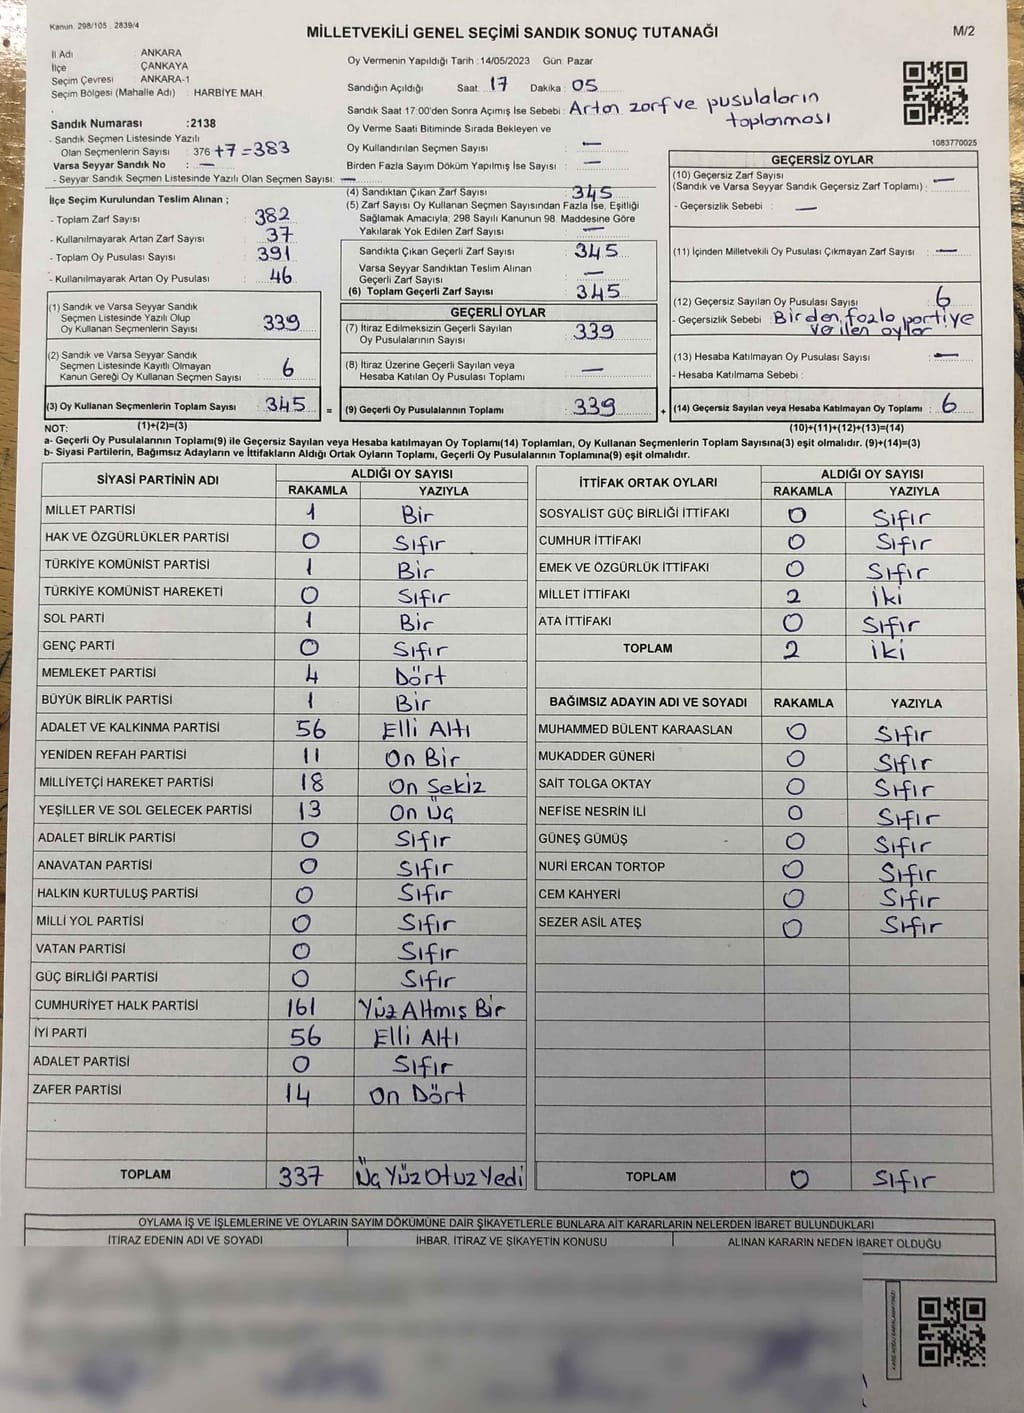 Kanun. 298/105 . 2839/4
MİLLETVEKİLİ GENEL SEÇİMİ SANDIK SONUÇ TUTANAĞI
M/2
İl Adı : ANKARA
İlçe : ÇANKAYA
Seçim Çevresi : ANKARA-1
Seçim Bölgesi (Mahalle Adı) : HARBİYE MAH.
Sandık Numarası :2138
- Sandık Seçmen Listesinde Yazılı
Olan Seçmenlerin Sayısı : 376 +7=383
Varsa Seyyar Sandık No : —
- Seyyar Sandık Seçmen Listesinde Yazılı Olan Seçmen Sayısı: —
İlçe Seçim Kurulundan Teslim Alınan ;
- Toplam Zarf Sayısı 382
- Kullanılmayarak Artan Zarf Sayısı 37
- Toplam Oy Pusulası Sayısı 391
- Kullanılmayarak Artan Oy Pusulası 46
Oy Vermenin Yapıldığı Tarih : 14/05/2023 Gün: Pazar
Sandığın Açıldığı Saat: 17 Dakika : 05
Sandık Saat 17:00'den Sonra Açımış İse Sebebi : Artan zarf ve pusulaların
toplanması
Oy Verme Saati Bitiminde Sırada Bekleyen ve
Oy Kullandırılan Seçmen Sayısı : —
Birden Fazla Sayım Döküm Yapılmış İse Sayısı : —
(4) Sandıktan Çıkan Zarf Sayısı 345
(5) Zarf Sayısı Oy Kullanan Seçmen Sayısından Fazla İse, Eşitliği
Sağlamak Amacıyla; 298 Sayılı Kanunun 98. Maddesine Göre
Yakılarak Yok Edilen Zarf Sayısı —
Sandıkta Çıkan Geçerli Zarf Sayısı 345
Varsa Seyyar Sandıktan Teslim Alınan
Geçerli Zarf Sayısı —
(6) Toplam Geçerli Zarf Sayısı 345
1083770025
GEÇERSİZ OYLAR
(10) Geçersiz Zarf Sayısı
(Sandık ve Varsa Seyyar Sandık Geçersiz Zarf Toplamı) : —
- Geçersizlik Sebebi : —
(11) İçinden Milletvekili Oy Pusulası Çıkmayan Zarf Sayısı : —
(12) Geçersiz Sayılan Oy Pusulası Sayısı : 6
- Geçersizlik Sebebi : Birden fazla partiye
verilen oylar
(13) Hesaba Katılmayan Oy Pusulası Sayısı : —
- Hesaba Katılmama Sebebi :
(14) Geçersiz Sayılan veya Hesaba Katılmayan Oy Toplamı : 6
(1) Sandık ve Varsa Seyyar Sandık
Seçmen Listesinde Yazılı Olup
Oy Kullanan Seçmenlerin Sayısı 339
(2) Sandık ve Varsa Seyyar Sandık
Seçmen Listesinde Kayıtlı Olmayan
Kanun Gereği Oy Kullanan Seçmen Sayısı 6
(3) Oy Kullanan Seçmenlerin Toplam Sayısı 345 =
GEÇERLİ OYLAR
(7) İtiraz Edilmeksizin Geçerli Sayılan
Oy Pusulalarının Sayısı 339
(8) İtiraz Üzerine Geçerli Sayılan veya
Hesaba Katılan Oy Pusulası Toplamı —
(9) Geçerli Oy Pusulalarının Toplamı 339 +
NOT: (1)+(2)=(3) (10)+(11)+(12)+(13)=(14)
a- Geçerli Oy Pusulalarının Toplamı(9) ile Geçersiz Sayılan veya Hesaba katılmayan Oy Toplamı(14) Toplamları, Oy Kullanan Seçmenlerin Toplam Sayısına(3) eşit olmalıdır. (9)+(14)=(3)
b- Siyasi Partilerin, Bağımsız Adayların ve İttifakların Aldığı Ortak Oyların Toplamı, Geçerli Oy Pusulalarının Toplamına(9) eşit olmalıdır.
SİYASİ PARTİNİN ADI ALDIĞI OY SAYISI
RAKAMLA YAZIYLA
MİLLET PARTİSİ 1 Bir
HAK VE ÖZGÜRLÜKLER PARTİSİ 0 Sıfır
TÜRKİYE KOMÜNİST PARTİSİ 1 Bir
TÜRKİYE KOMÜNİST HAREKETİ 0 Sıfır
SOL PARTİ 1 Bir
GENÇ PARTİ 0 Sıfır
MEMLEKET PARTİSİ 4 Dört
BÜYÜK BİRLİK PARTİSİ 1 Bir
ADALET VE KALKINMA PARTİSİ 56 Elli Altı
YENİDEN REFAH PARTİSİ 11 On Bir
MİLLİYETÇİ HAREKET PARTİSİ 18 On Sekiz
YEŞİLLER VE SOL GELECEK PARTİSİ 13 On Üç
ADALET BİRLİK PARTİSİ 0 Sıfır
ANAVATAN PARTİSİ 0 Sıfır
HALKIN KURTULUŞ PARTİSİ 0 Sıfır
MİLLİ YOL PARTİSİ 0 Sıfır
VATAN PARTİSİ 0 Sıfır
GÜÇ BİRLİĞİ PARTİSİ 0 Sıfır
CUMHURİYET HALK PARTİSİ 161 Yüz Altmış Bir
İYİ PARTİ 56 Elli Altı
ADALET PARTİSİ 0 Sıfır
ZAFER PARTİSİ 14 On Dört
TOPLAM 337 Üç Yüz Otuz Yedi
İTTİFAK ORTAK OYLARI ALDIĞI OY SAYISI
RAKAMLA YAZIYLA
SOSYALİST GÜÇ BİRLİĞİ İTTİFAKI 0 Sıfır
CUMHUR İTTİFAKI 0 Sıfır
EMEK VE ÖZGÜRLÜK İTTİFAKI 0 Sıfır
MİLLET İTTİFAKI 2 İki
ATA İTTİFAKI 0 Sıfır
TOPLAM 2 İki
BAĞIMSIZ ADAYIN ADI VE SOYADI RAKAMLA YAZIYLA
MUHAMMED BÜLENT KARAASLAN 0 Sıfır
MUKADDER GÜNERİ 0 Sıfır
SAİT TOLGA OKTAY 0 Sıfır
NEFİSE NESRİN İLİ 0 Sıfır
GÜNEŞ GÜMÜŞ 0 Sıfır
NURİ ERCAN TORTOP 0 Sıfır
CEM KAHYERİ 0 Sıfır
SEZER ASİL ATEŞ 0 Sıfır
TOPLAM 0 Sıfır
OYLAMA İŞ VE İŞLEMLERİNE VE OYLARIN SAYIM DÖKÜMÜNE DAİR ŞİKAYETLERLE BUNLARA AİT KARARLARIN NELERDEN İBARET BULUNDUKLARI
İTİRAZ EDENİN ADI VE SOYADI İHBAR, İTİRAZ VE ŞİKAYETİN KONUSU ALINAN KARARIN NEDEN İBARET OLDUĞU